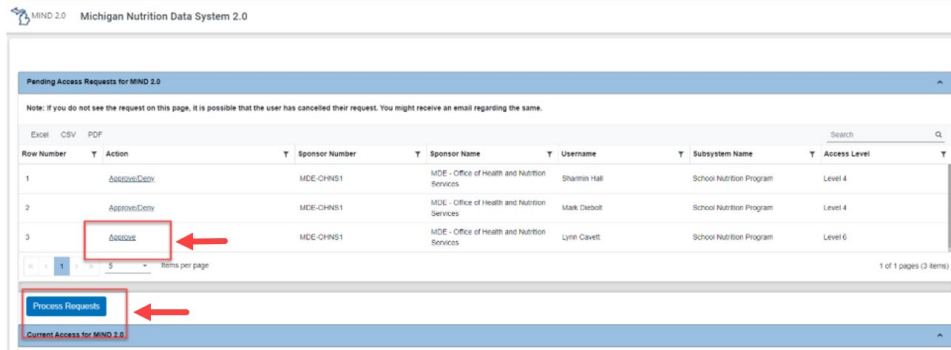 MIND 2.0 Michigan Nutrition Data System 2.0
Pending Access Requests for MIND 2.0
Note: If you do not see the request on this page, it is possible that the user has cancelled their request. You might receive an email regarding the same.
Excel CSV PDF Search
Row Number Action Sponsor Number Sponsor Name Username Subsystem Name Access Level
1 Approve/Deny MDE-OHNS1 MDE - Office of Health and Nutrition Services Sharmin Hall School Nutrition Program Level 4
2 Approve/Deny MDE-OHNS1 MDE - Office of Health and Nutrition Services Mark Diebolt School Nutrition Program Level 4
3 Approve MDE-OHNS1 MDE - Office of Health and Nutrition Services Lynn Cavett School Nutrition Program Level 6
1 5 Items per page 1 of 1 pages (3 items)
Process Requests
Current Access for MIND 2.0